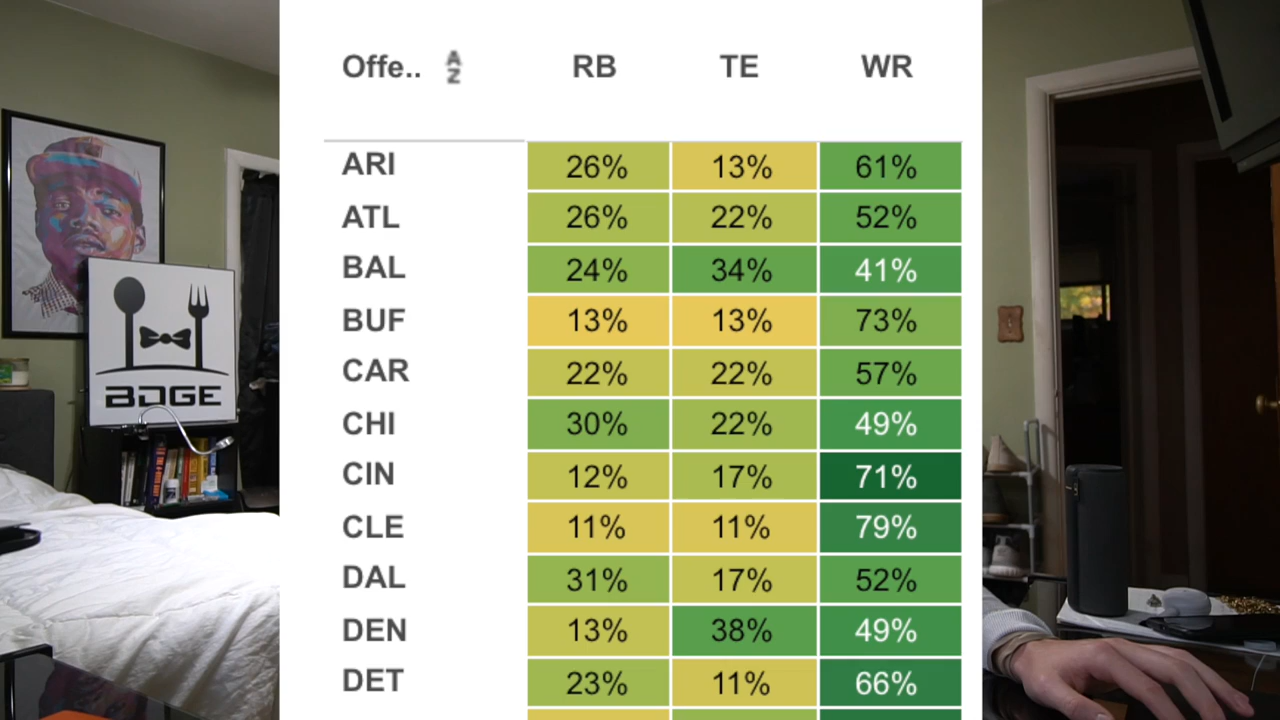 Offe.. A Z RB TE WR
ARI 26% 13% 61%
ATL 26% 22% 52%
BAL 24% 34% 41%
BUF 13% 13% 73%
CAR 22% 22% 57%
CHI 30% 22% 49%
CIN 12% 17% 71%
CLE 11% 11% 79%
DAL 31% 17% 52%
DEN 13% 38% 49%
DET 23% 11% 66%
BDGE